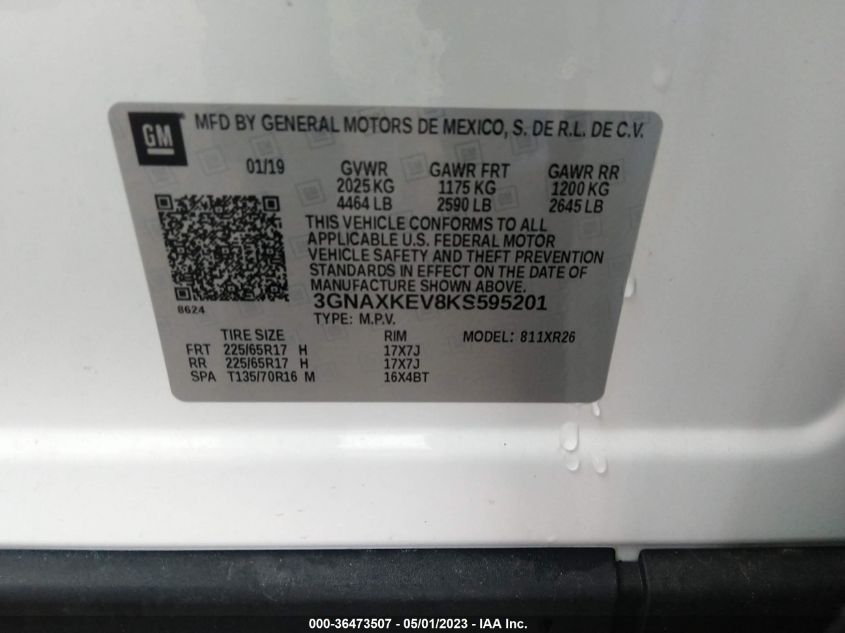 GM
MFD BY GENERAL MOTORS DE MEXICO, S. DE R.L. DE C.V.
01/19 GVWR GAWR FRT GAWR RR
2025 KG 1175 KG 1200 KG
4464 LB 2590 LB 2645 LB
THIS VEHICLE CONFORMS TO ALL
APPLICABLE U.S. FEDERAL MOTOR
VEHICLE SAFETY AND THEFT PREVENTION
STANDARDS IN EFFECT ON THE DATE OF
MANUFACTURE SHOWN ABOVE.
8624
3GNAXKEV8KS595201
TYPE: M.P.V.
TIRE SIZE RIM MODEL: 811XR26
FRT 225/65R17 H 17X7J
RR 225/65R17 H 17X7J
SPA T135/70R16 M 16X4BT
000-36473507 - 05/01/2023 - IAA Inc.